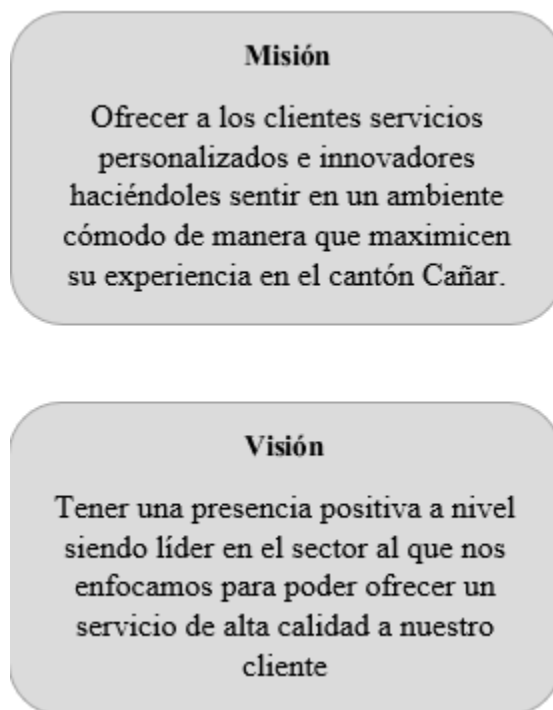 Misión
Ofrecer a los clientes servicios
personalizados e innovadores
haciéndoles sentir en un ambiente
cómodo de manera que maximicen
su experiencia en el cantón Cañar.
Visión
Tener una presencia positiva a nivel
siendo líder en el sector al que nos
enfocamos para poder ofrecer un
servicio de alta calidad a nuestro
cliente